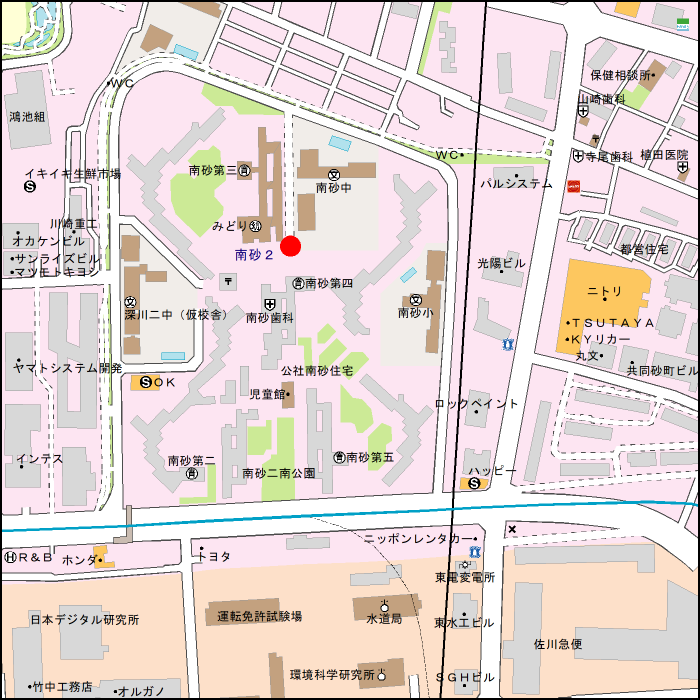 保健相談所
ＷＣ
山崎歯科
鴻池組
ＷＣ
寺尾歯科
植田医院
イキイキ生鮮市場
南砂第三
南砂中
パルシステム
川崎重工
みどり
オカケンビル
南砂２
都営住宅
サンライズビル
光陽ビル
マツモトキヨシ
南砂第四
ニトリ
深川二中（仮校舎）
南砂歯科
南砂小
ＴＳＵＴＡＹＡ
ＫＹリカー
丸文
ヤマトシステム開発
公社南砂住宅
共同砂町ビル
ＯＫ
児童館
ロックペイント
インテス
南砂第二
南砂第五
南砂二南公園
ハッピー
ニッポンレンタカー
Ｒ＆Ｂ
ホンダ
トヨタ
東電変電所
日本デジタル研究所
運転免許試験場
水道局
東水工ビル
佐川急便
環境科学研究所
ＳＧＨビル
竹中工務店
オルガノ